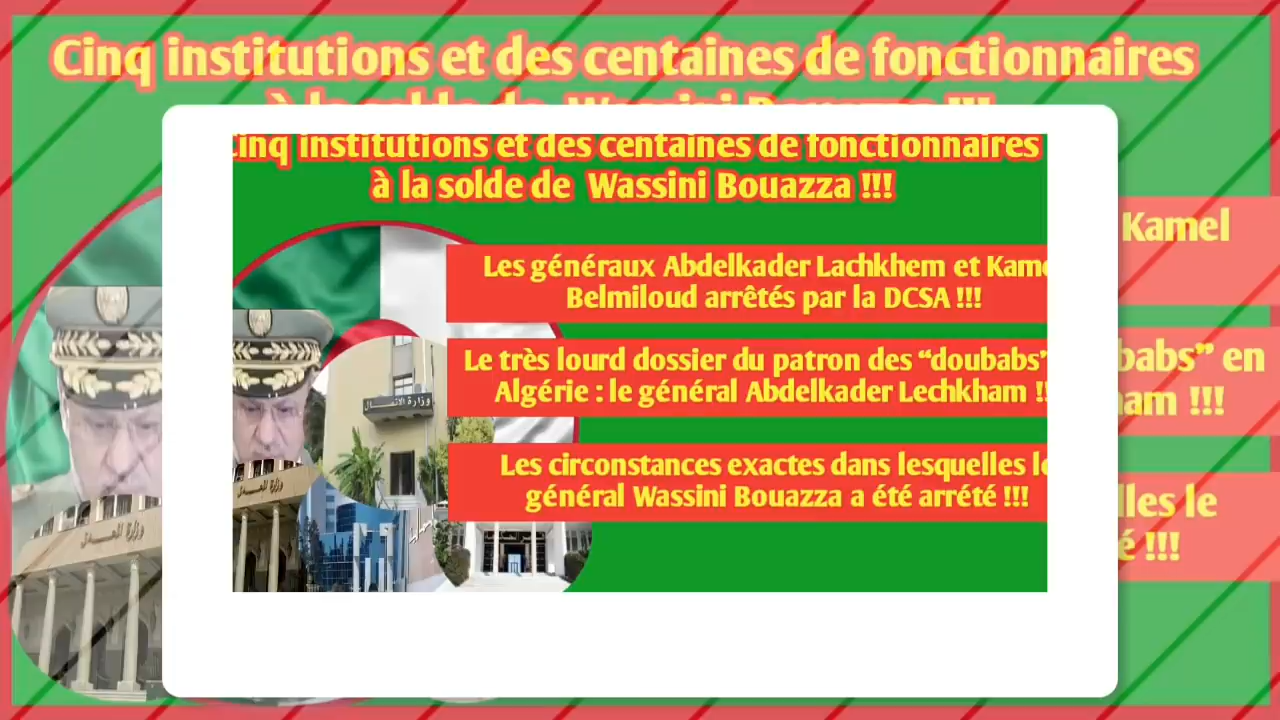 Cinq institutions et des centaines de fonctionnaires
Cinq institutions et des centaines de fonctionnaires
à la solde de Wassini Bouazza !!!
Les généraux Abdelkader Lachkhem et Kame
Belmiloud arrêtés par la DCSA !!!
Le très lourd dossier du patron des “doubabs”
Algérie : le général Abdelkader Lechkham !!
Les circonstances exactes dans lesquelles le
général Wassini Bouazza a été arrété !!!
Kamel
babs” en
ham !!!
lles le
é !!!
وزارة الاتصال
وزارة العدل
وزارة العدل